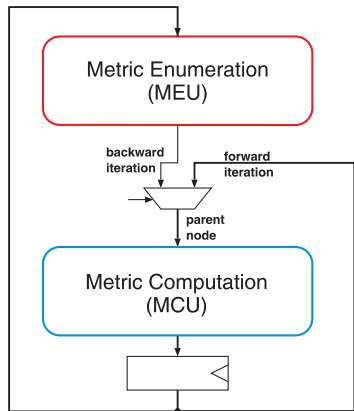 Metric Enumeration
(MEU)
backward
iteration
forward
iteration
parent
node
Metric Computation
(MCU)